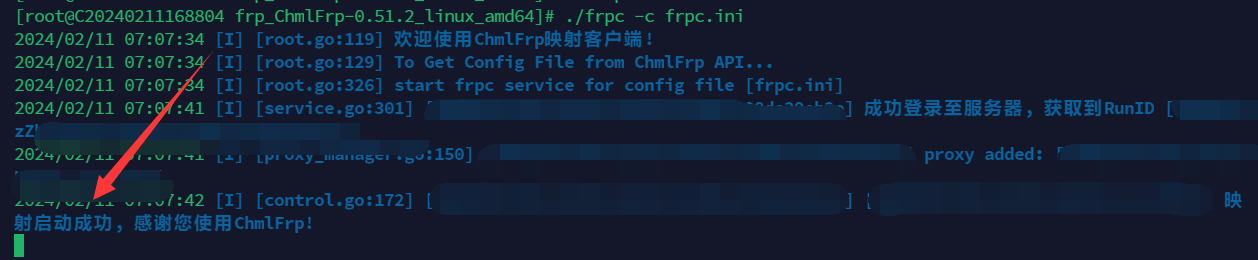 [root@C20240211168804 frp_ChmlFrp-0.51.2_linux_amd64]# ./frpc -c frpc.ini
2024/02/11 07:07:34 [I] [root.go:119] 欢迎使用ChmlFrp映射客户端!
2024/02/11 07:07:34 [I] [root.go:129] To Get Config File from ChmlFrp API...
2024/02/11 07:07:34 [I] [root.go:326] start frpc service for config file [frpc.ini]
2024/02/11 07:07:41 [I] [service.go:301] [ ] 成功登录至服务器，获取到RunID [
2024/02/11 07:07:41 [I] [proxy_manager.go:150] proxy added:
2024/02/11 07:07:42 [I] [control.go:172] [ ] [ 映
射启动成功，感谢您使用ChmlFrp!